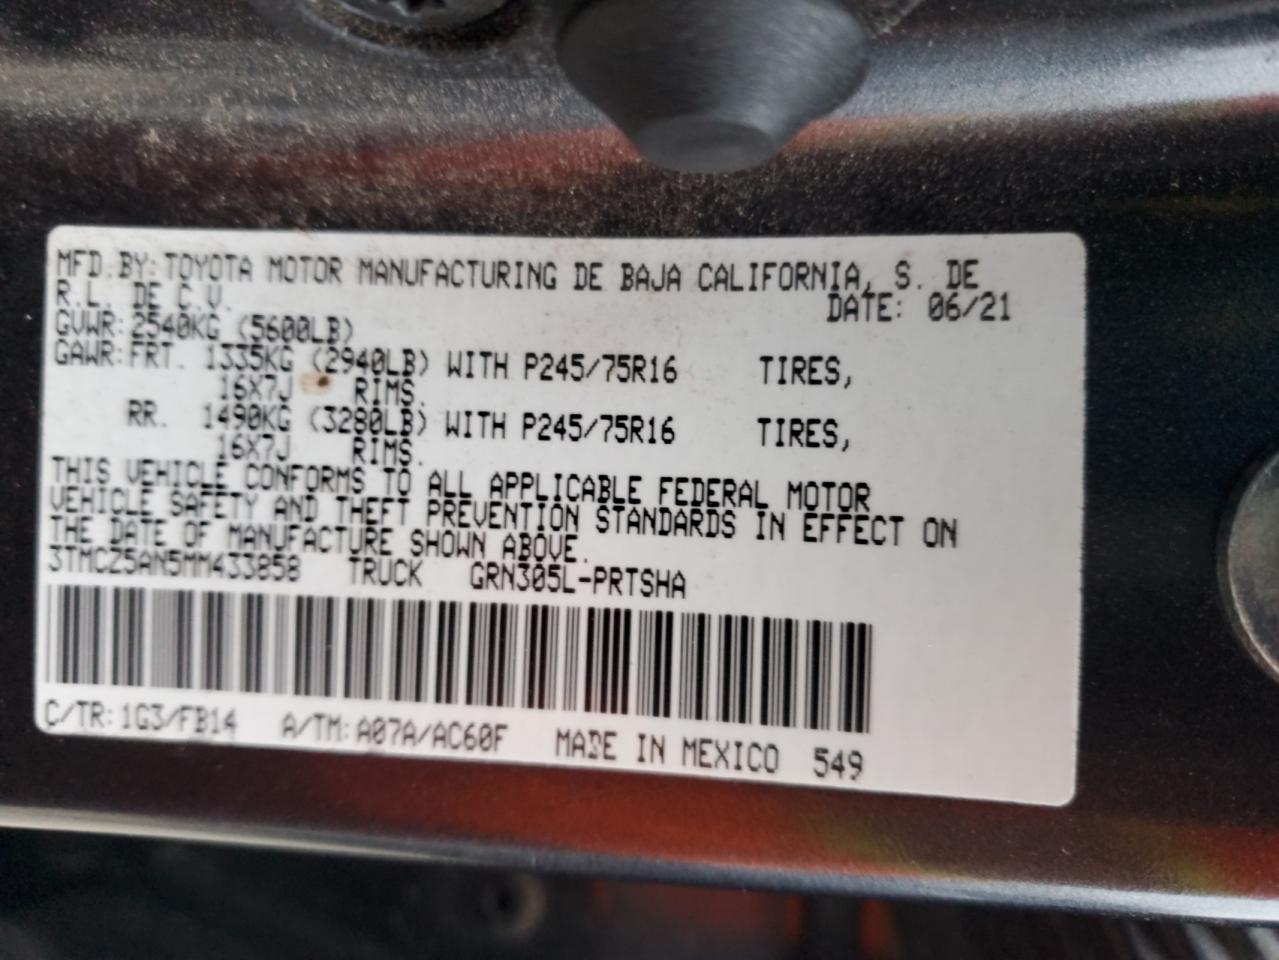 MFD. BY: TOYOTA MOTOR MANUFACTURING DE BAJA CALIFORNIA, S. DE
R.L. DE C.V. DATE: 06/21
GVWR: 2540KG (5600LB)
GAWR: FRT. 1335KG (2940LB) WITH P245/75R16 TIRES,
16X7J RIMS.
RR. 1490KG (3280LB) WITH P245/75R16 TIRES,
16X7J RIMS.
THIS VEHICLE CONFORMS TO ALL APPLICABLE FEDERAL MOTOR
VEHICLE SAFETY AND THEFT PREVENTION STANDARDS IN EFFECT ON
THE DATE OF MANUFACTURE SHOWN ABOVE.
3TMCZ5AN5MM433858 TRUCK GRN305L-PRTSHA
C/TR: 1G3/FB14 A/TM: A07A/AC60F MADE IN MEXICO 549